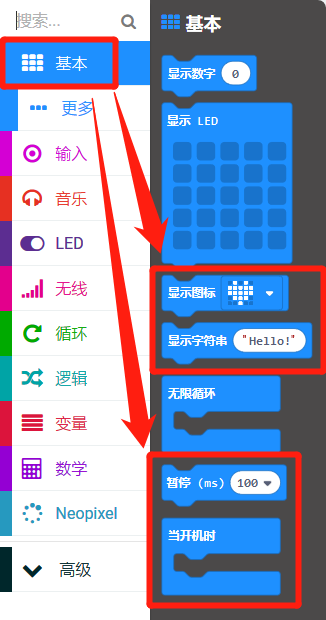 搜索...
基本
更多
输入
音乐
LED
无线
循环
逻辑
变量
数学
Neopixel
高级
基本
显示数字 0
显示 LED
显示图标
显示字符串 "Hello!"
无限循环
暂停 (ms) 100
当开机时